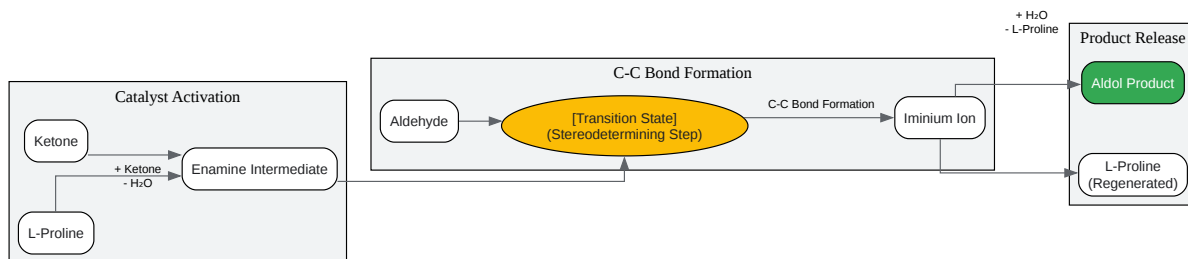 Catalyst Activation
Ketone
+ Ketone
- H₂O
Enamine Intermediate
L-Proline
C-C Bond Formation
Aldehyde
[Transition State]
(Stereodetermining Step)
C-C Bond Formation
Iminium Ion
+ H₂O
- L-Proline
Product Release
Aldol Product
L-Proline
(Regenerated)